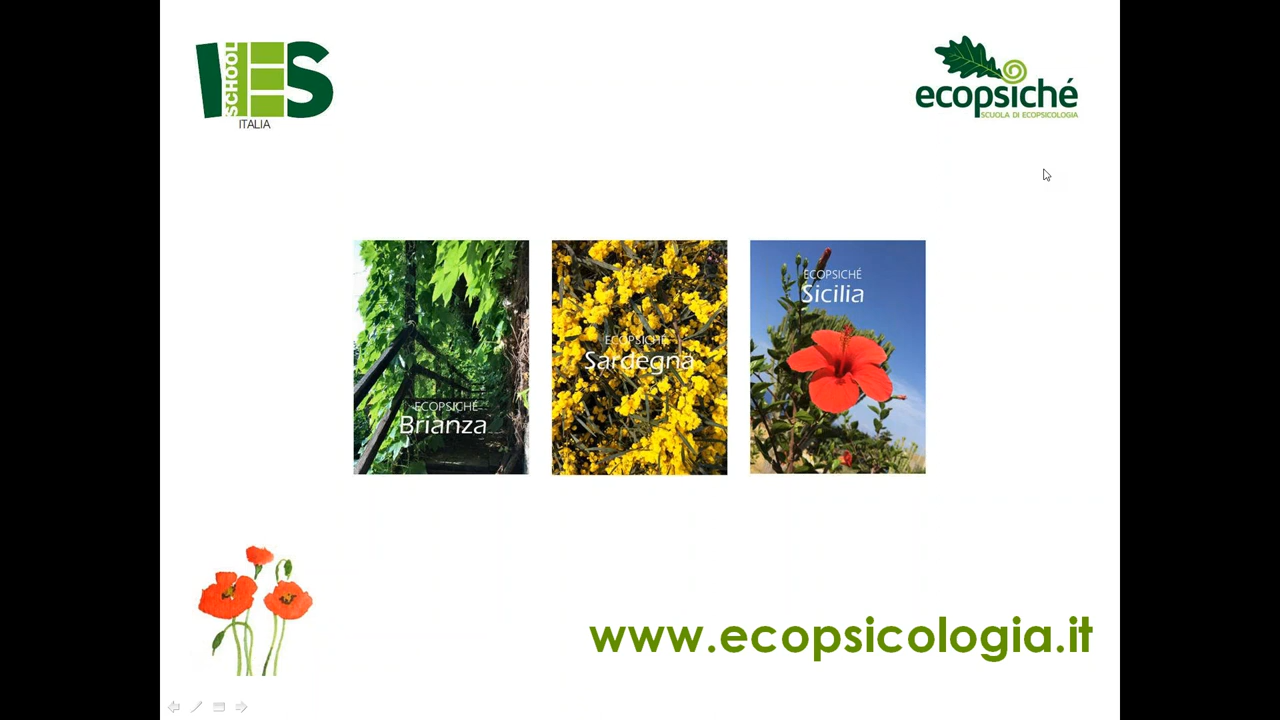 IES
SCHOOL
ITALIA
ecopsiché
SCUOLA DI ECOPSICOLOGIA
ECOPSICHÉ
Brianza
ECOPSICHÉ
Sardegna
ECOPSICHÉ
Sicilia
www.ecopsicologia.it